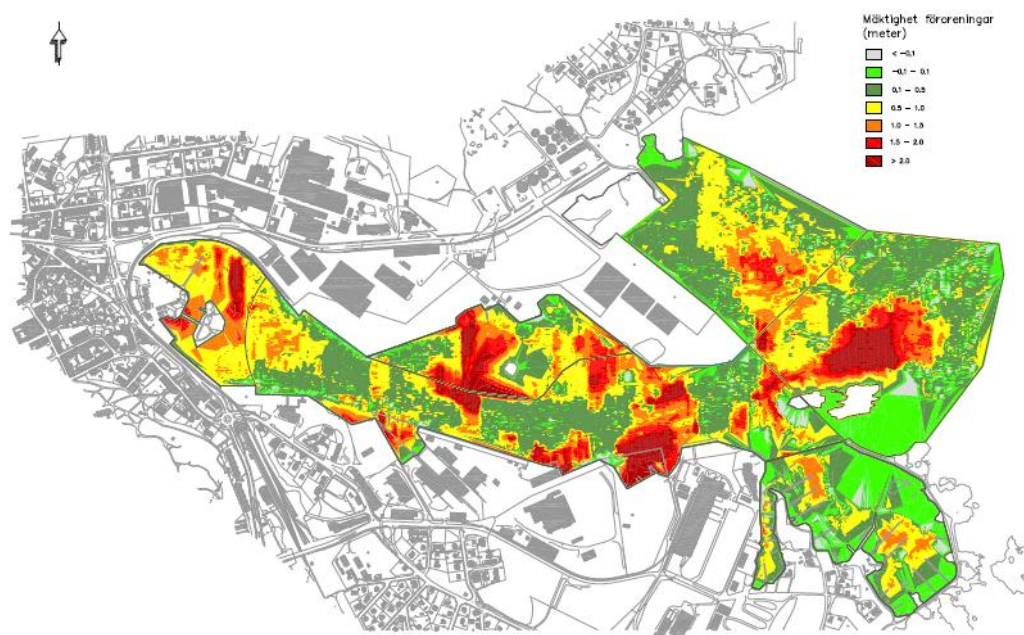 Mäktighet föroreningar
(meter)
< -0,1
-0,1 - 0,1
0,1 - 0,5
0,5 - 1,0
1,0 - 1,5
1,5 - 2,0
> 2,0